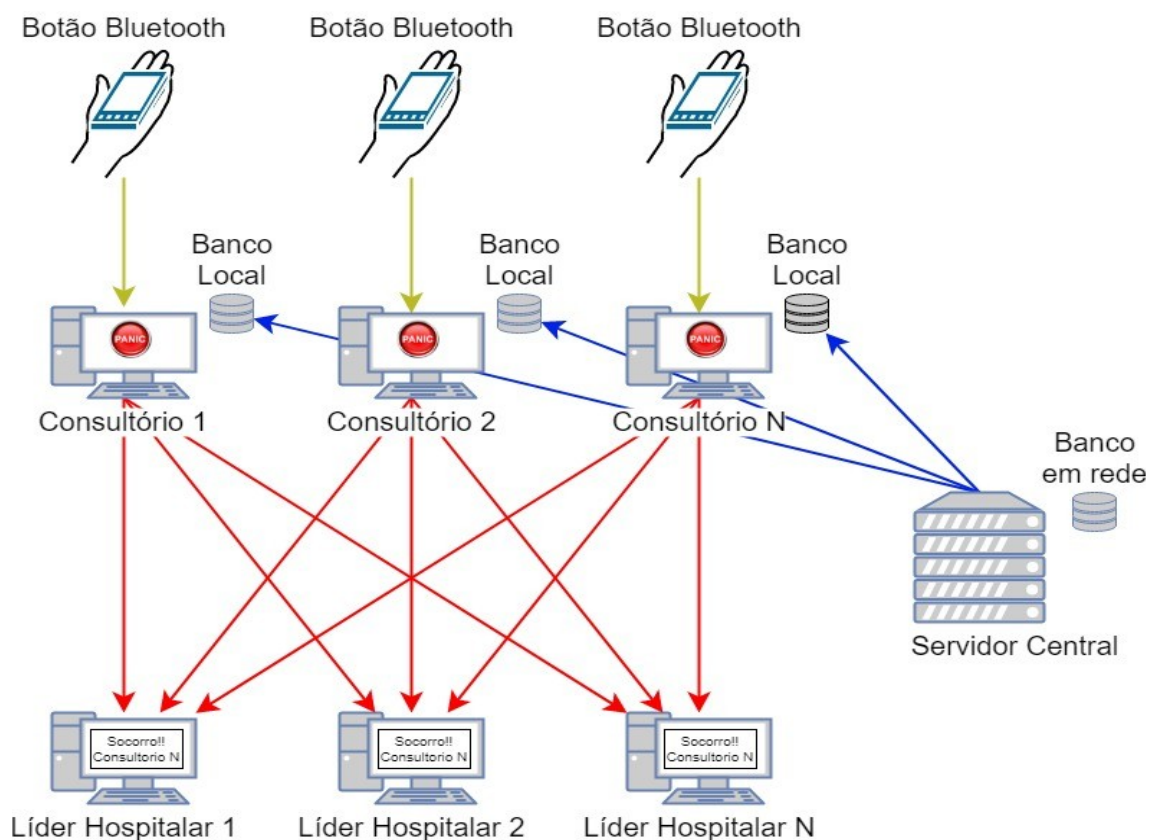 Botão Bluetooth
Botão Bluetooth
Botão Bluetooth
Banco
Local
Banco
Local
Banco
Local
PANIC
PANIC
PANIC
Consultório 1
Consultório 2
Consultório N
Banco
em rede
Servidor Central
Socorro!!
Consultorio N
Socorro!!
Consultorio N
Socorro!!
Consultorio N
Líder Hospitalar 1
Líder Hospitalar 2
Líder Hospitalar N